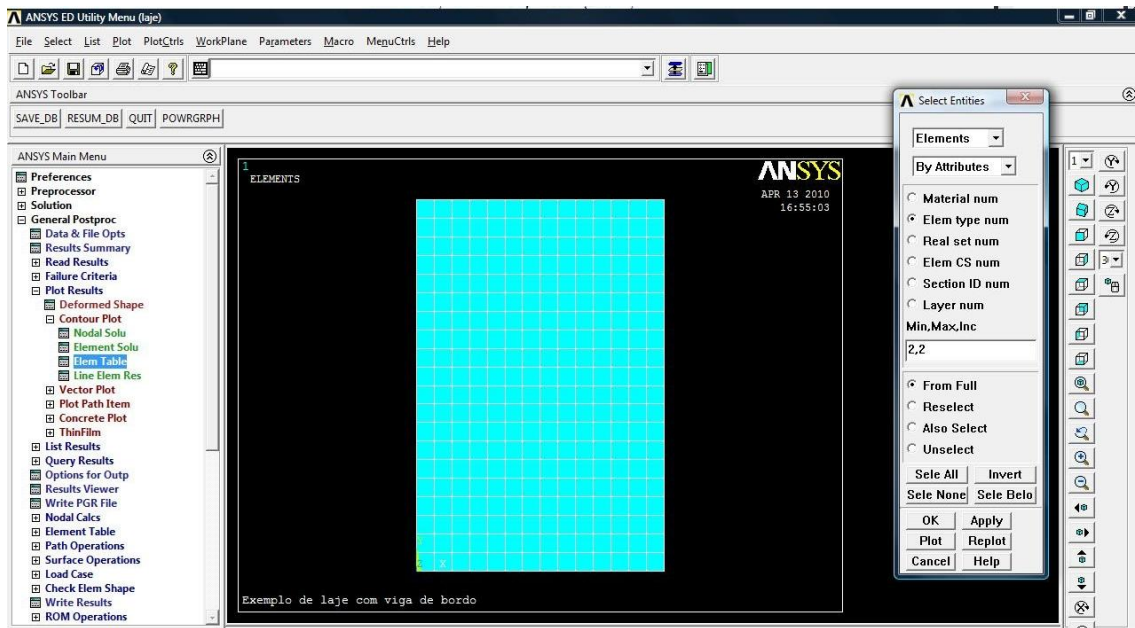 ANSYS ED Utility Menu (laje)
File Select List Plot PlotCtrls WorkPlane Parameters Macro MenuCtrls Help
ANSYS Toolbar
SAVE_DB RESUM_DB QUIT POWRGRPH
ANSYS Main Menu
Preferences
Preprocessor
Solution
General Postproc
Data & File Opts
Results Summary
Read Results
Failure Criteria
Plot Results
Deformed Shape
Contour Plot
Nodal Solu
Element Solu
Elem Table
Line Elem Res
Vector Plot
Plot Path Item
Concrete Plot
ThinFilm
List Results
Query Results
Options for Outp
Results Viewer
Write PGR File
Nodal Calcs
Element Table
Path Operations
Surface Operations
Load Case
Check Elem Shape
Write Results
ROM Operations
1
ELEMENTS
ANSYS
APR 13 2010
16:55:03
X
Exemplo de laje com viga de bordo
Select Entities
Elements
By Attributes
Material num
Elem type num
Real set num
Elem CS num
Section ID num
Layer num
Min,Max,Inc
2,2
From Full
Reselect
Also Select
Unselect
Sele All Invert
Sele None Sele Belo
OK Apply
Plot Replot
Cancel Help
1
3